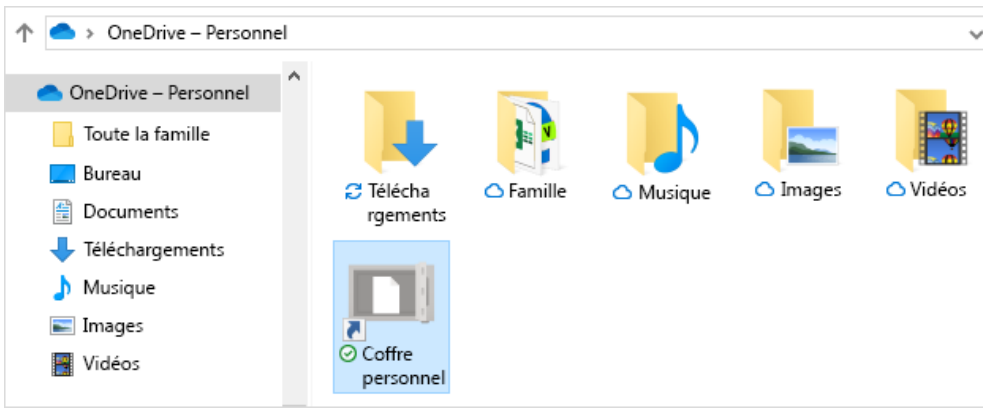 OneDrive – Personnel
OneDrive – Personnel
Toute la famille
Bureau
Documents
Téléchargements
Musique
Images
Vidéos
Télécha
rgements
Famille
Musique
Images
Vidéos
Coffre
personnel